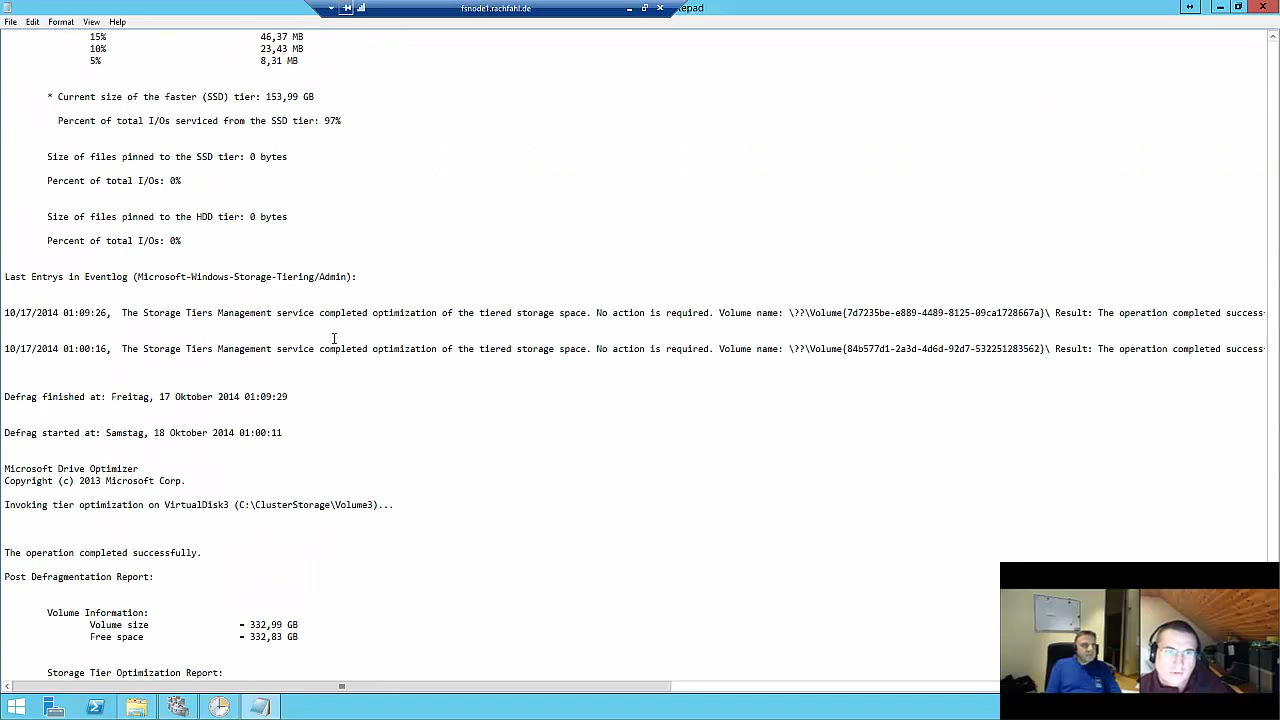 fsnode1.rachfahl.de
epad
File Edit Format View Help
15% 46,37 MB
10% 23,43 MB
5% 8,31 MB
* Current size of the faster (SSD) tier: 153,99 GB
Percent of total I/Os serviced from the SSD tier: 97%
Size of files pinned to the SSD tier: 0 bytes
Percent of total I/Os: 0%
Size of files pinned to the HDD tier: 0 bytes
Percent of total I/Os: 0%
Last Entrys in Eventlog (Microsoft-Windows-Storage-Tiering/Admin):
10/17/2014 01:09:26, The Storage Tiers Management service completed optimization of the tiered storage space. No action is required. Volume name: \??\Volume{7d7235be-e889-4489-8125-09ca1728667a}\ Result: The operation completed success
10/17/2014 01:00:16, The Storage Tiers Management service completed optimization of the tiered storage space. No action is required. Volume name: \??\Volume{84b577d1-2a3d-4d6d-92d7-532251283562}\ Result: The operation completed success
Defrag finished at: Freitag, 17 Oktober 2014 01:09:29
Defrag started at: Samstag, 18 Oktober 2014 01:00:11
Microsoft Drive Optimizer
Copyright (c) 2013 Microsoft Corp.
Invoking tier optimization on VirtualDisk3 (C:\ClusterStorage\Volume3)...
The operation completed successfully.
Post Defragmentation Report:
Volume Information:
Volume size = 332,99 GB
Free space = 332,83 GB
Storage Tier Optimization Report: